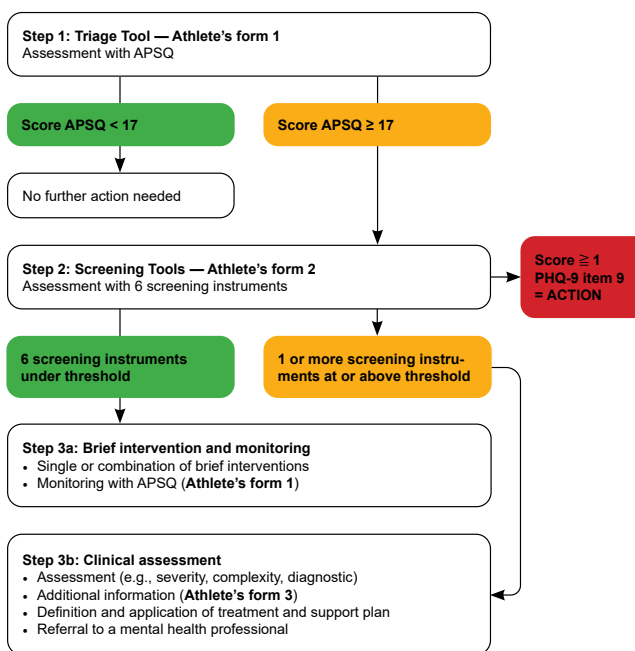 Step 1: Triage Tool — Athlete's form 1
Assessment with APSQ
Score APSQ < 17
Score APSQ ≥ 17
No further action needed
Step 2: Screening Tools — Athlete's form 2
Assessment with 6 screening instruments
Score ≧ 1
PHQ-9 item 9
= ACTION
6 screening instruments
under threshold
1 or more screening instru-
ments at or above threshold
Step 3a: Brief intervention and monitoring
• Single or combination of brief interventions
• Monitoring with APSQ (Athlete's form 1)
Step 3b: Clinical assessment
• Assessment (e.g., severity, complexity, diagnostic)
• Additional information (Athlete's form 3)
• Definition and application of treatment and support plan
• Referral to a mental health professional